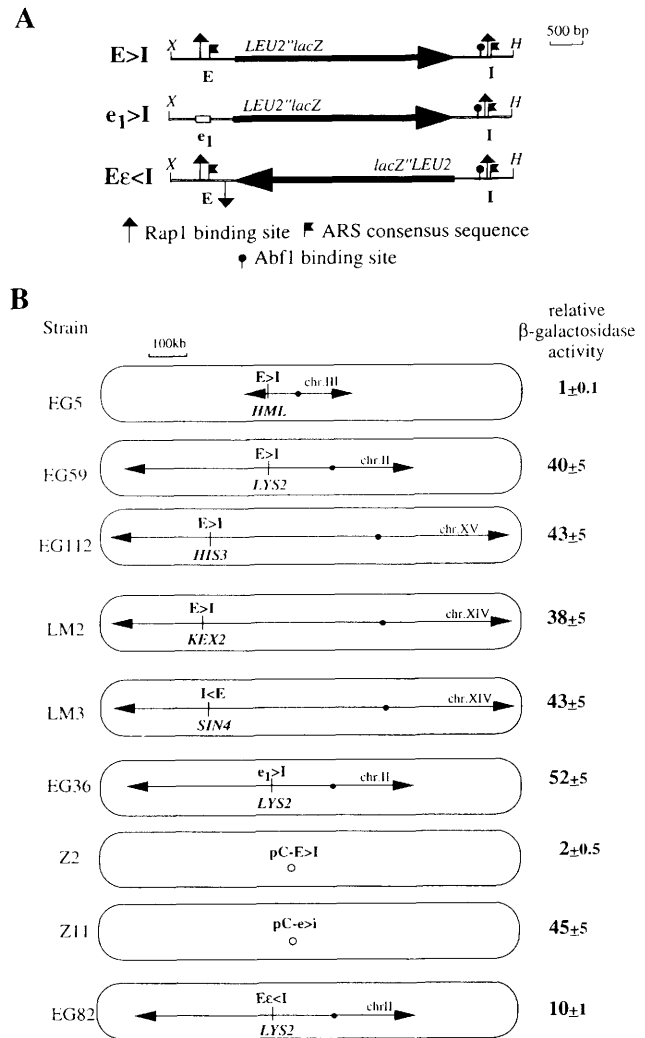 A
X
LEU2"lacZ
H
500 bp
E>I
E
I
X
LEU2"lacZ
H
e1>I
e1
I
X
lacZ"LEU2
H
Eε<I
E
I
Rap1 binding site
ARS consensus sequence
Abf1 binding site
B
Strain
100kb
relative
β-galactosidase
activity
E>I
chr.III
1±0.1
EG5
HML
E>I
chr.II
40±5
EG59
LYS2
E>I
chr.XV
43±5
EG112
HIS3
E>I
chr.XIV
38±5
LM2
KEX2
I<E
chr.XIV
43±5
LM3
SIN4
e1>I
chr.II
52±5
EG36
LYS2
pC-E>I
2±0.5
Z2
pC-e>i
45±5
Z11
Eε<I
chrII
10±1
EG82
LYS2